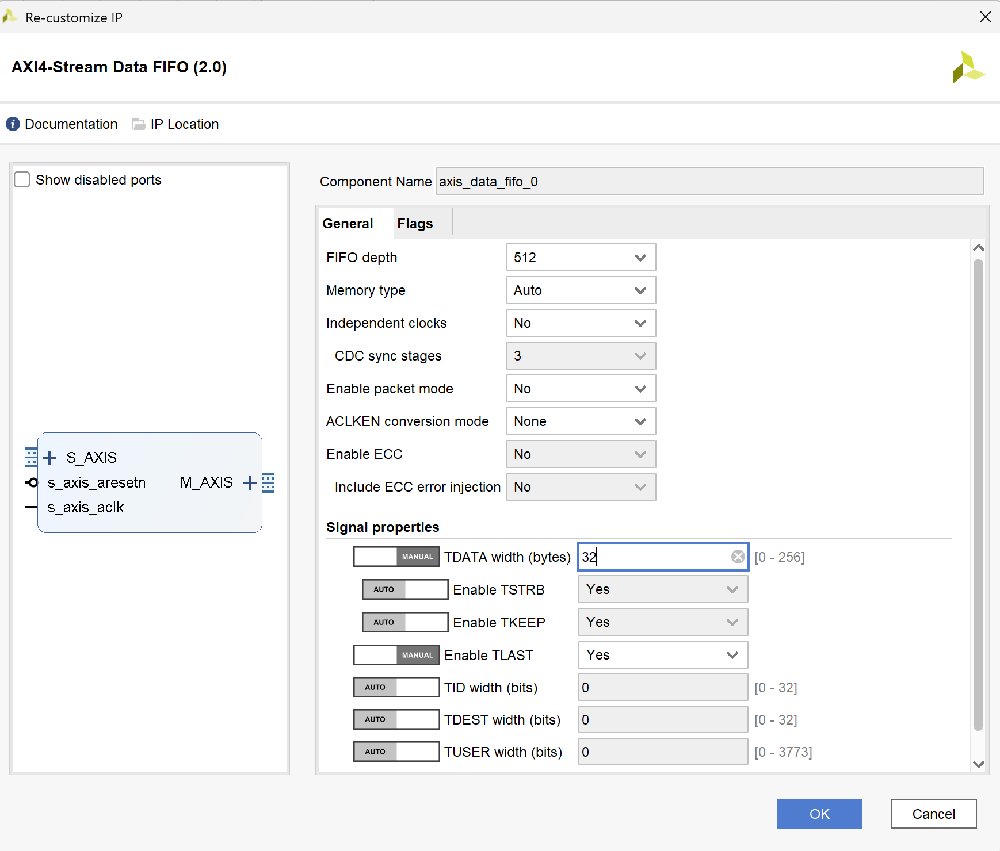 Re-customize IP
AXI4-Stream Data FIFO (2.0)
Documentation IP Location
Show disabled ports
S_AXIS
s_axis_aresetn M_AXIS
s_axis_aclk
Component Name axis_data_fifo_0
General Flags
FIFO depth 512
Memory type Auto
Independent clocks No
CDC sync stages 3
Enable packet mode No
ACLKEN conversion mode None
Enable ECC No
Include ECC error injection No
Signal properties
MANUAL TDATA width (bytes) 32 [0 - 256]
AUTO Enable TSTRB Yes
AUTO Enable TKEEP Yes
MANUAL Enable TLAST Yes
AUTO TID width (bits) 0 [0 - 32]
AUTO TDEST width (bits) 0 [0 - 32]
AUTO TUSER width (bits) 0 [0 - 3773]
OK Cancel